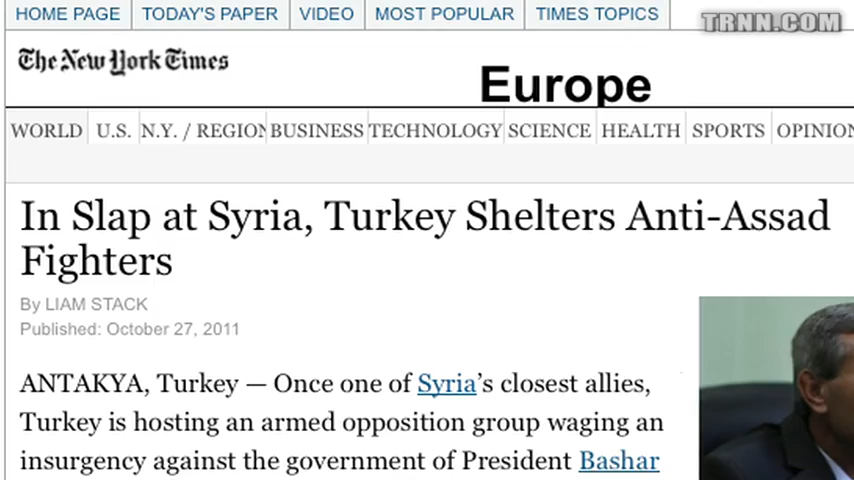 HOME PAGE TODAY'S PAPER VIDEO MOST POPULAR TIMES TOPICS
TRNN.COM
The New York Times
Europe
WORLD U.S. N.Y. / REGION BUSINESS TECHNOLOGY SCIENCE HEALTH SPORTS OPINION
In Slap at Syria, Turkey Shelters Anti-Assad
Fighters
By LIAM STACK
Published: October 27, 2011
ANTAKYA, Turkey — Once one of Syria's closest allies,
Turkey is hosting an armed opposition group waging an
insurgency against the government of President Bashar